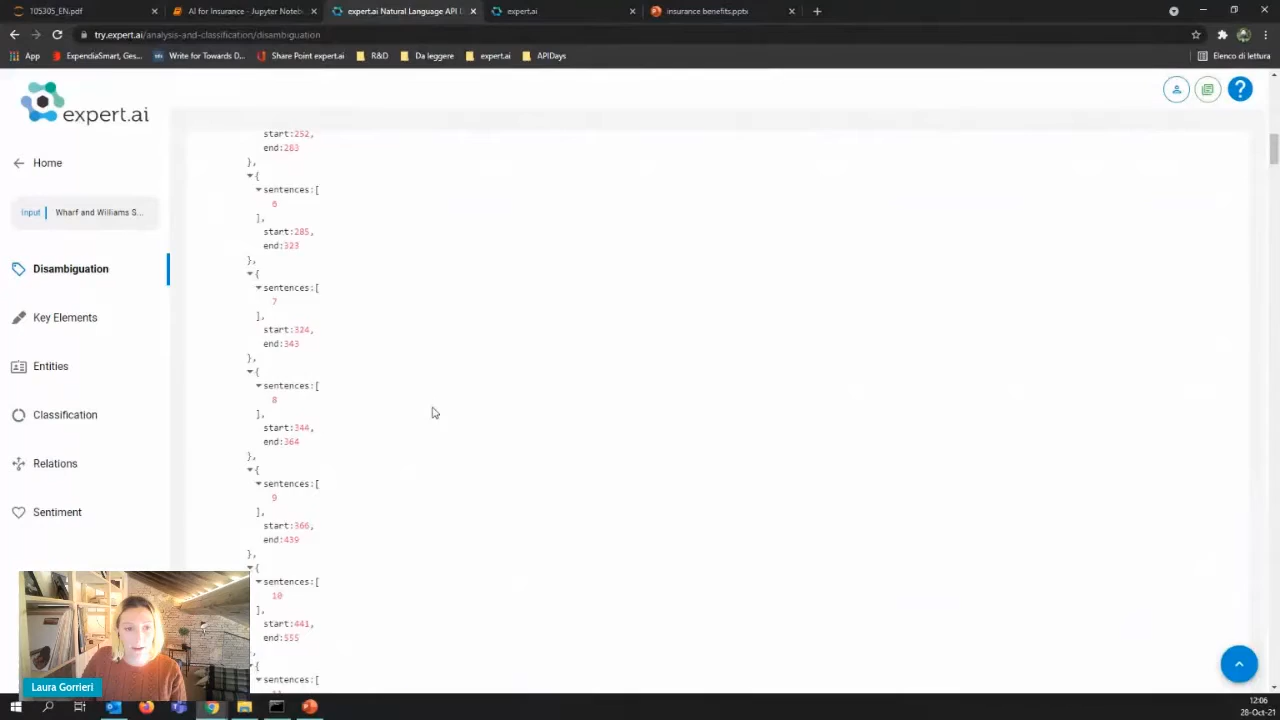 105305_EN.pdf
AI for Insurance - Jupyter Noteb
expert.ai Natural Language API D
expert.ai
insurance benefits.pptx
try.expert.ai/analysis-and-classification/disambiguation
App
ExpendiaSmart, Ges...
Write for Towards D...
Share Point expert.ai
R&D
Da leggere
expert.ai
APIDays
Elenco di lettura
expert.ai
Home
Input
Wharf and Williams S...
Disambiguation
Key Elements
Entities
Classification
Relations
Sentiment
start:252,
end:283
},
{
sentences:[
6
],
start:285,
end:323
},
{
sentences:[
7
],
start:324,
end:343
},
{
sentences:[
8
],
start:344,
end:364
},
{
sentences:[
9
],
start:366,
end:439
},
{
sentences:[
10
],
start:441,
end:555
,
{
sentences:[
Laura Gorrieri
12:06
28-Oct-21